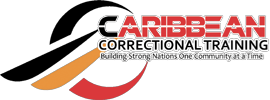 CARIBBEAN
CORRECTIONAL TRAINING
Building Strong Nations One Community at a Time